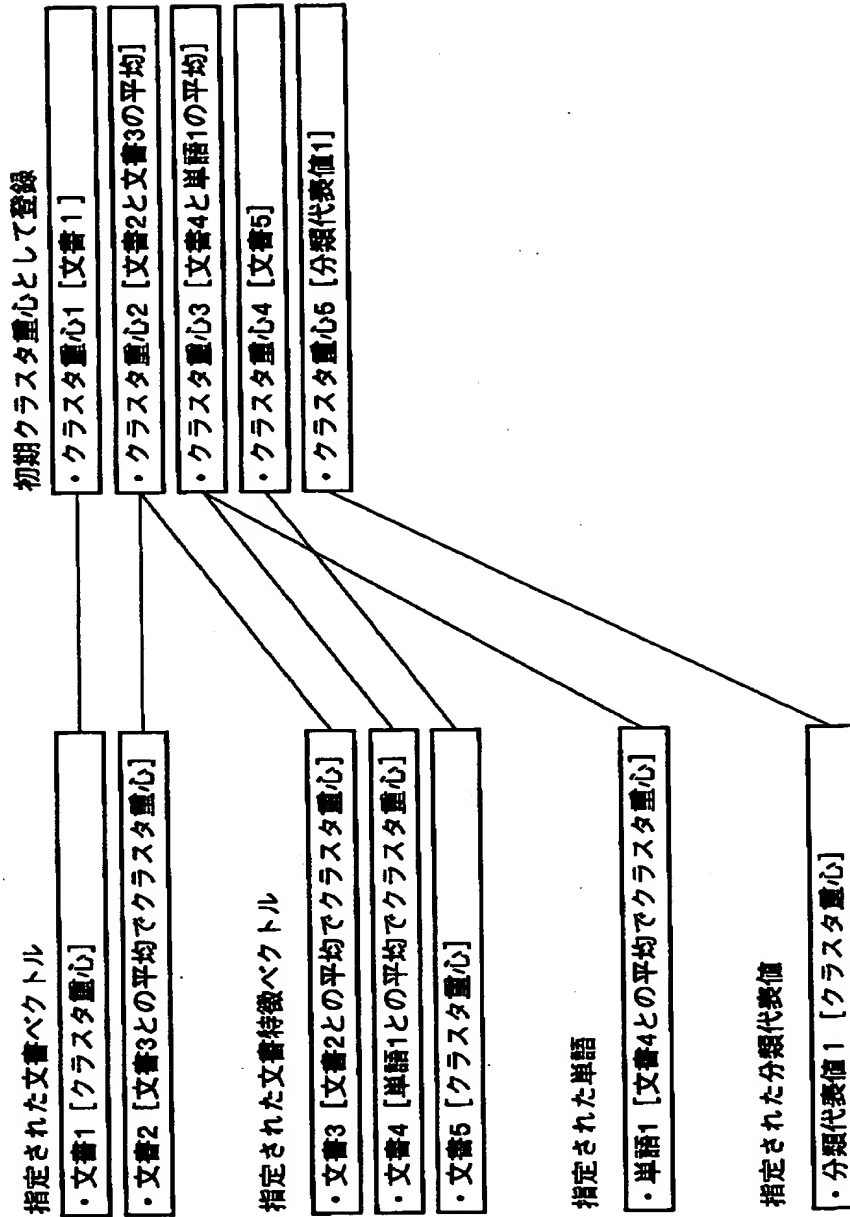 指定された文書ベクトル
・文書1 [クラスタ重心]
・文書2 [文書3との平均でクラスタ重心]
指定された文書特徴ベクトル
・文書3 [文書2との平均でクラスタ重心]
・文書4 [単語1との平均でクラスタ重心]
・文書5 [クラスタ重心]
指定された単語
・単語1 [文書4との平均でクラスタ重心]
指定された分類代表値
・分類代表値1 [クラスタ重心]
初期クラスタ重心として登録
・クラスタ重心1 [文書1]
・クラスタ重心2 [文書2と文書3の平均]
・クラスタ重心3 [文書4と単語1の平均]
・クラスタ重心4 [文書5]
・クラスタ重心5 [分類代表値1]